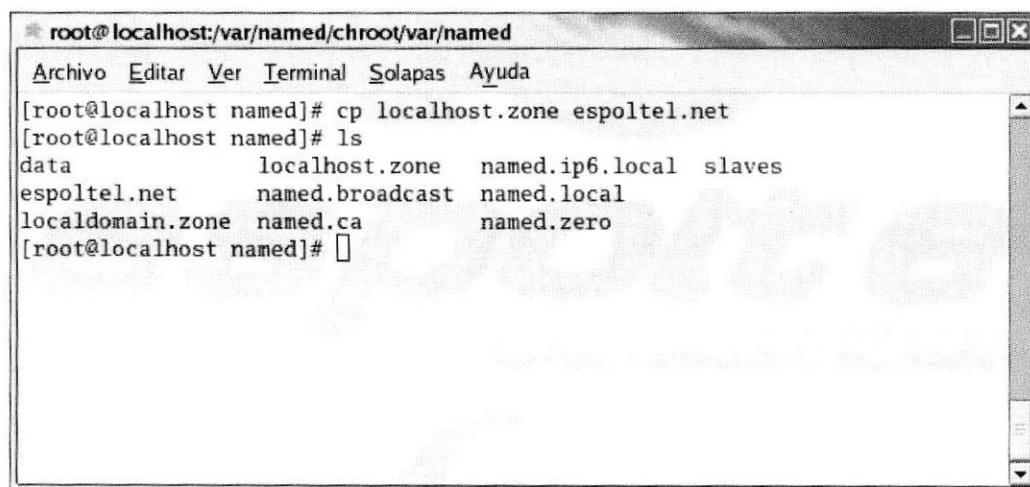 root@localhost:/var/named/chroot/var/named
Archivo Editar Ver Terminal Solapas Ayuda
[root@localhost named]# cp localhost.zone espoltel.net
[root@localhost named]# ls
data localhost.zone named.ip6.local slaves
espoltel.net named.broadcast named.local
localdomain.zone named.ca named.zero
[root@localhost named]#